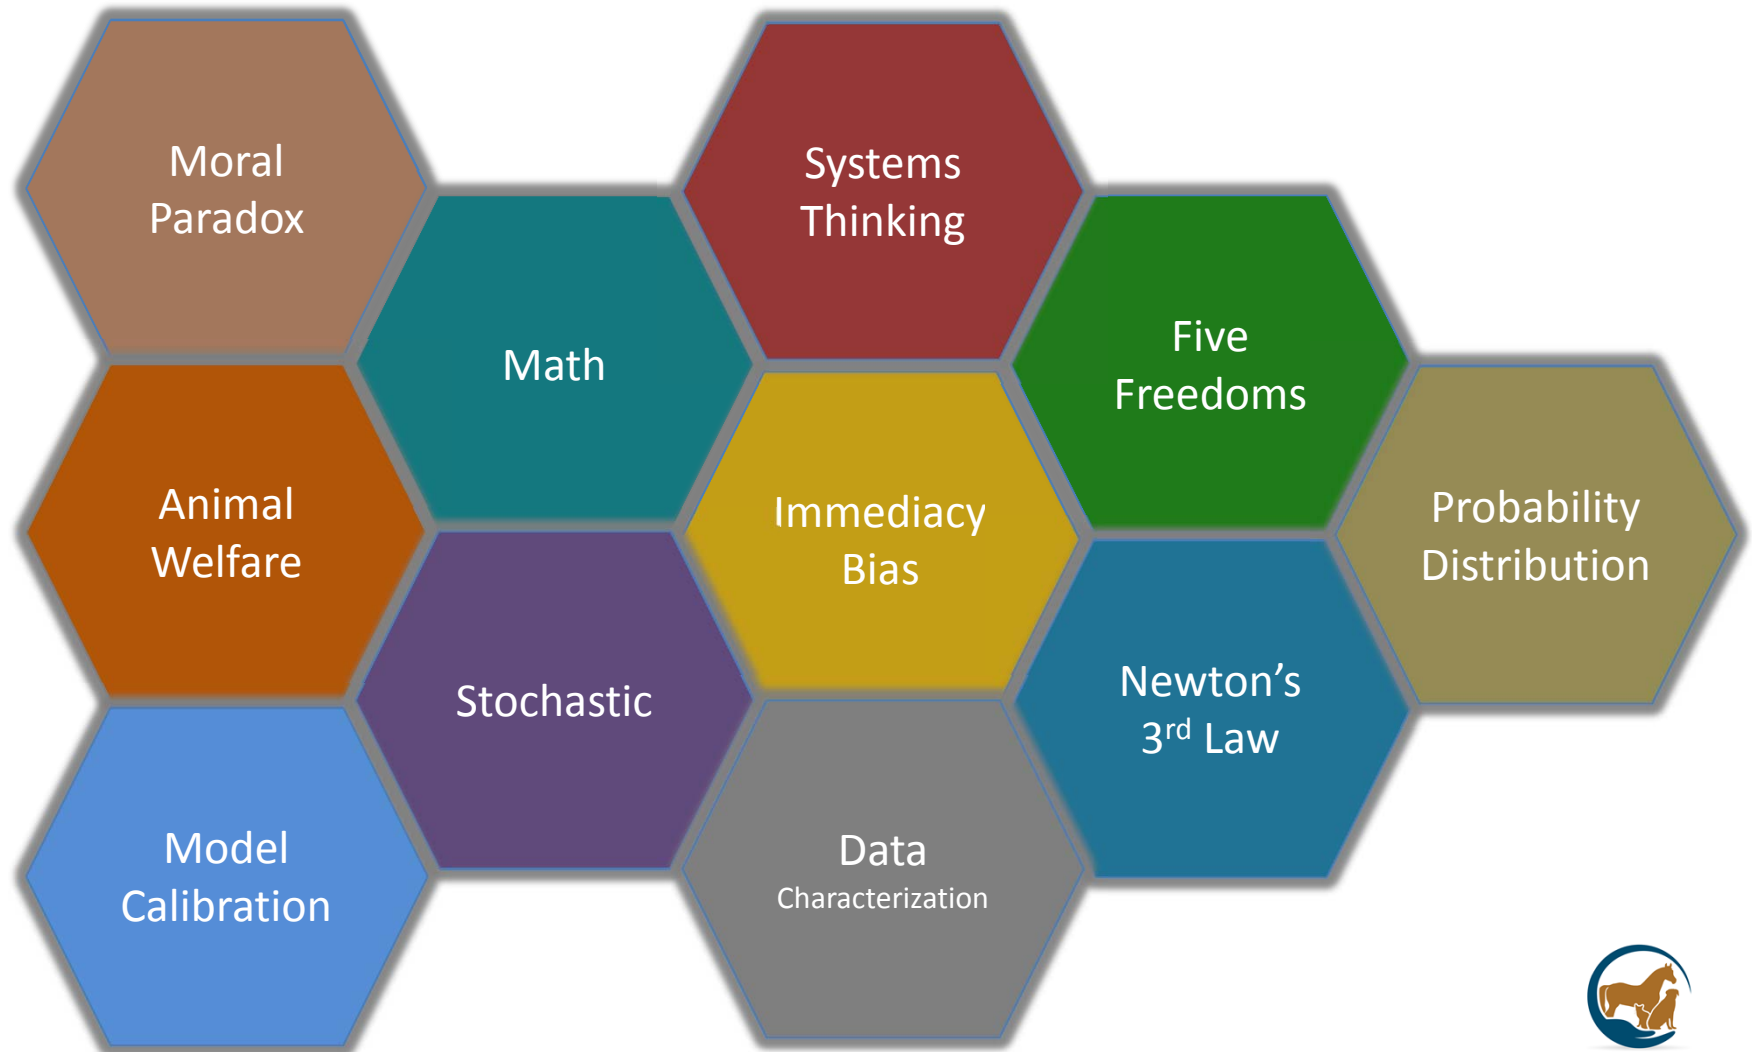 Moral
Paradox
Systems
Thinking
Math
Five
Freedoms
Animal
Welfare
Immediacy
Bias
Probability
Distribution
Stochastic
Newton’s
3rd Law
Model
Calibration
Data
Characterization